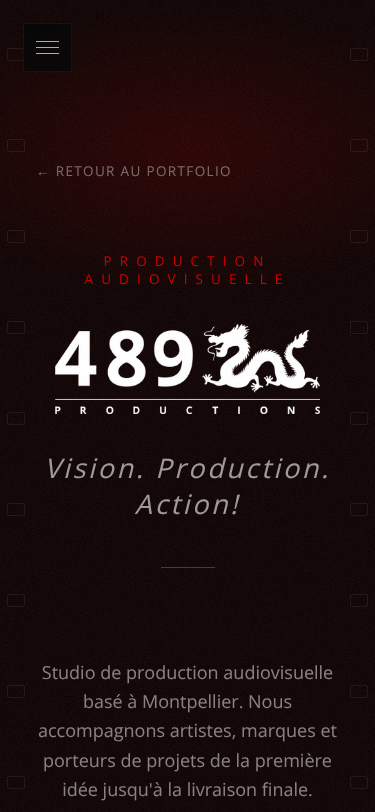 ← RETOUR AU PORTFOLIO
PRODUCTION
AUDIOVISUELLE
489
PRODUCTIONS
Vision. Production.
Action!
Studio de production audiovisuelle
basé à Montpellier. Nous
accompagnons artistes, marques et
porteurs de projets de la première
idée jusqu'à la livraison finale.